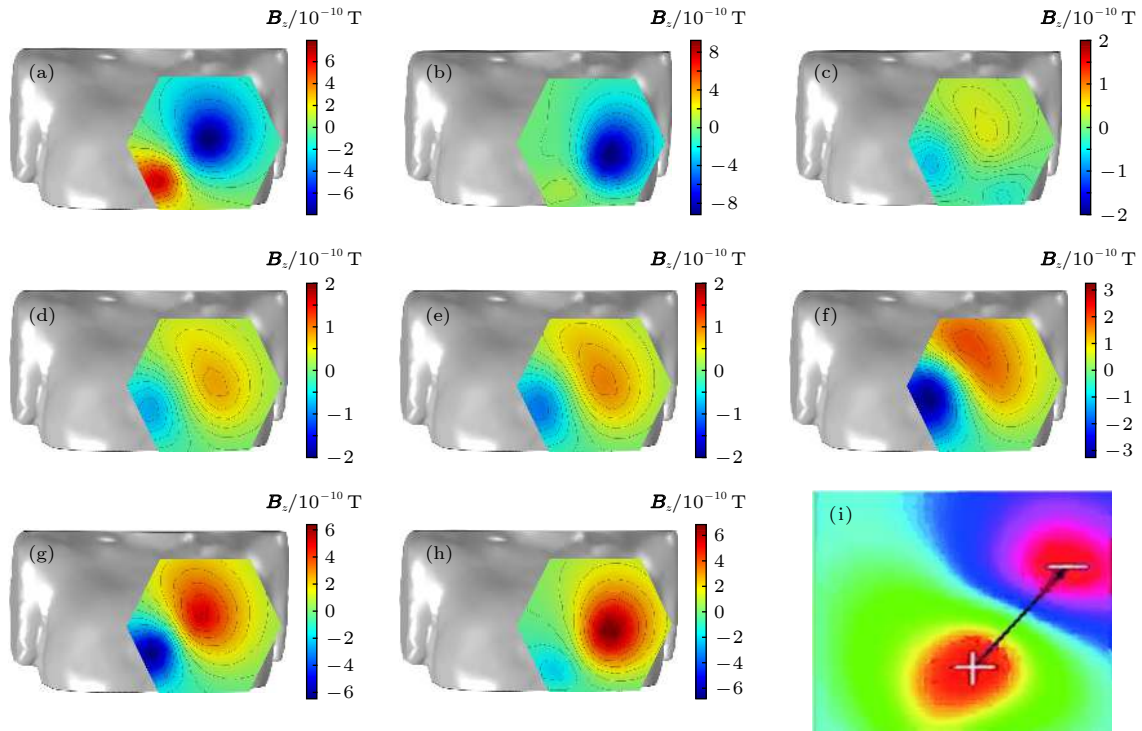 B_z/10⁻¹⁰ T B_z/10⁻¹⁰ T B_z/10⁻¹⁰ T
(a) 6 4 2 0 −2 −4 −6
(b) 8 4 0 −4 −8
(c) 2 1 0 −1 −2
B_z/10⁻¹⁰ T B_z/10⁻¹⁰ T B_z/10⁻¹⁰ T
(d) 2 1 0 −1 −2
(e) 2 1 0 −1 −2
(f) 3 2 1 0 −1 −2 −3
B_z/10⁻¹⁰ T B_z/10⁻¹⁰ T
(g) 6 4 2 0 −2 −4 −6
(h) 6 4 2 0 −2 −4 −6
(i)
− 
+